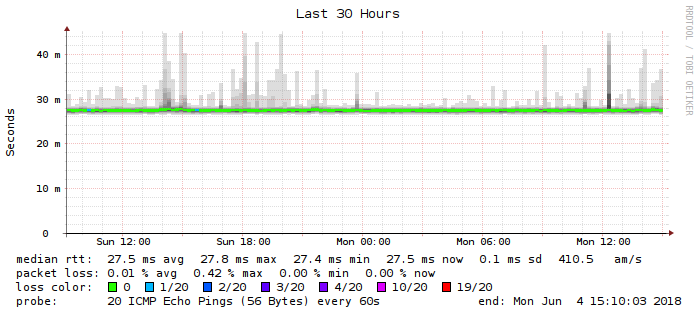 Last 30 Hours
RRDTOOL / TOBI OETIKER
Seconds
40 m
30 m
20 m
10 m
0
Sun 12:00 Sun 18:00 Mon 00:00 Mon 06:00 Mon 12:00
median rtt: 27.5 ms avg 27.8 ms max 27.4 ms min 27.5 ms now 0.1 ms sd 410.5 am/s
packet loss: 0.01 % avg 0.42 % max 0.00 % min 0.00 % now
loss color: 0 1/20 2/20 3/20 4/20 10/20 19/20
probe: 20 ICMP Echo Pings (56 Bytes) every 60s end: Mon Jun 4 15:10:03 2018